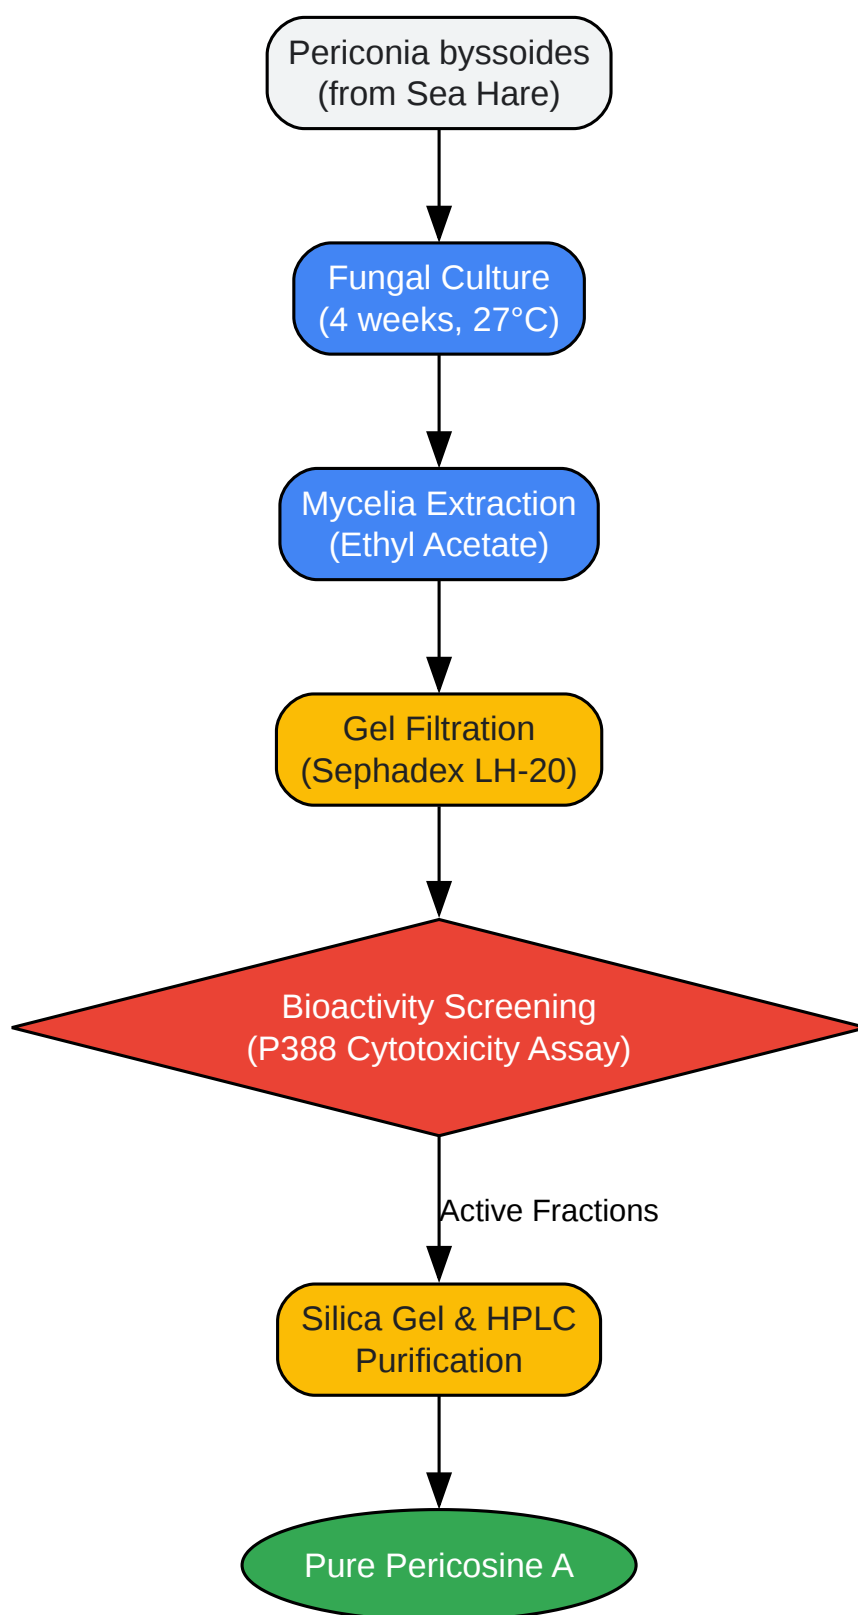 Periconia byssoides
(from Sea Hare)
Fungal Culture
(4 weeks, 27°C)
Mycelia Extraction
(Ethyl Acetate)
Gel Filtration
(Sephadex LH-20)
Bioactivity Screening
(P388 Cytotoxicity Assay)
Active Fractions
Silica Gel & HPLC
Purification
Pure Pericosine A